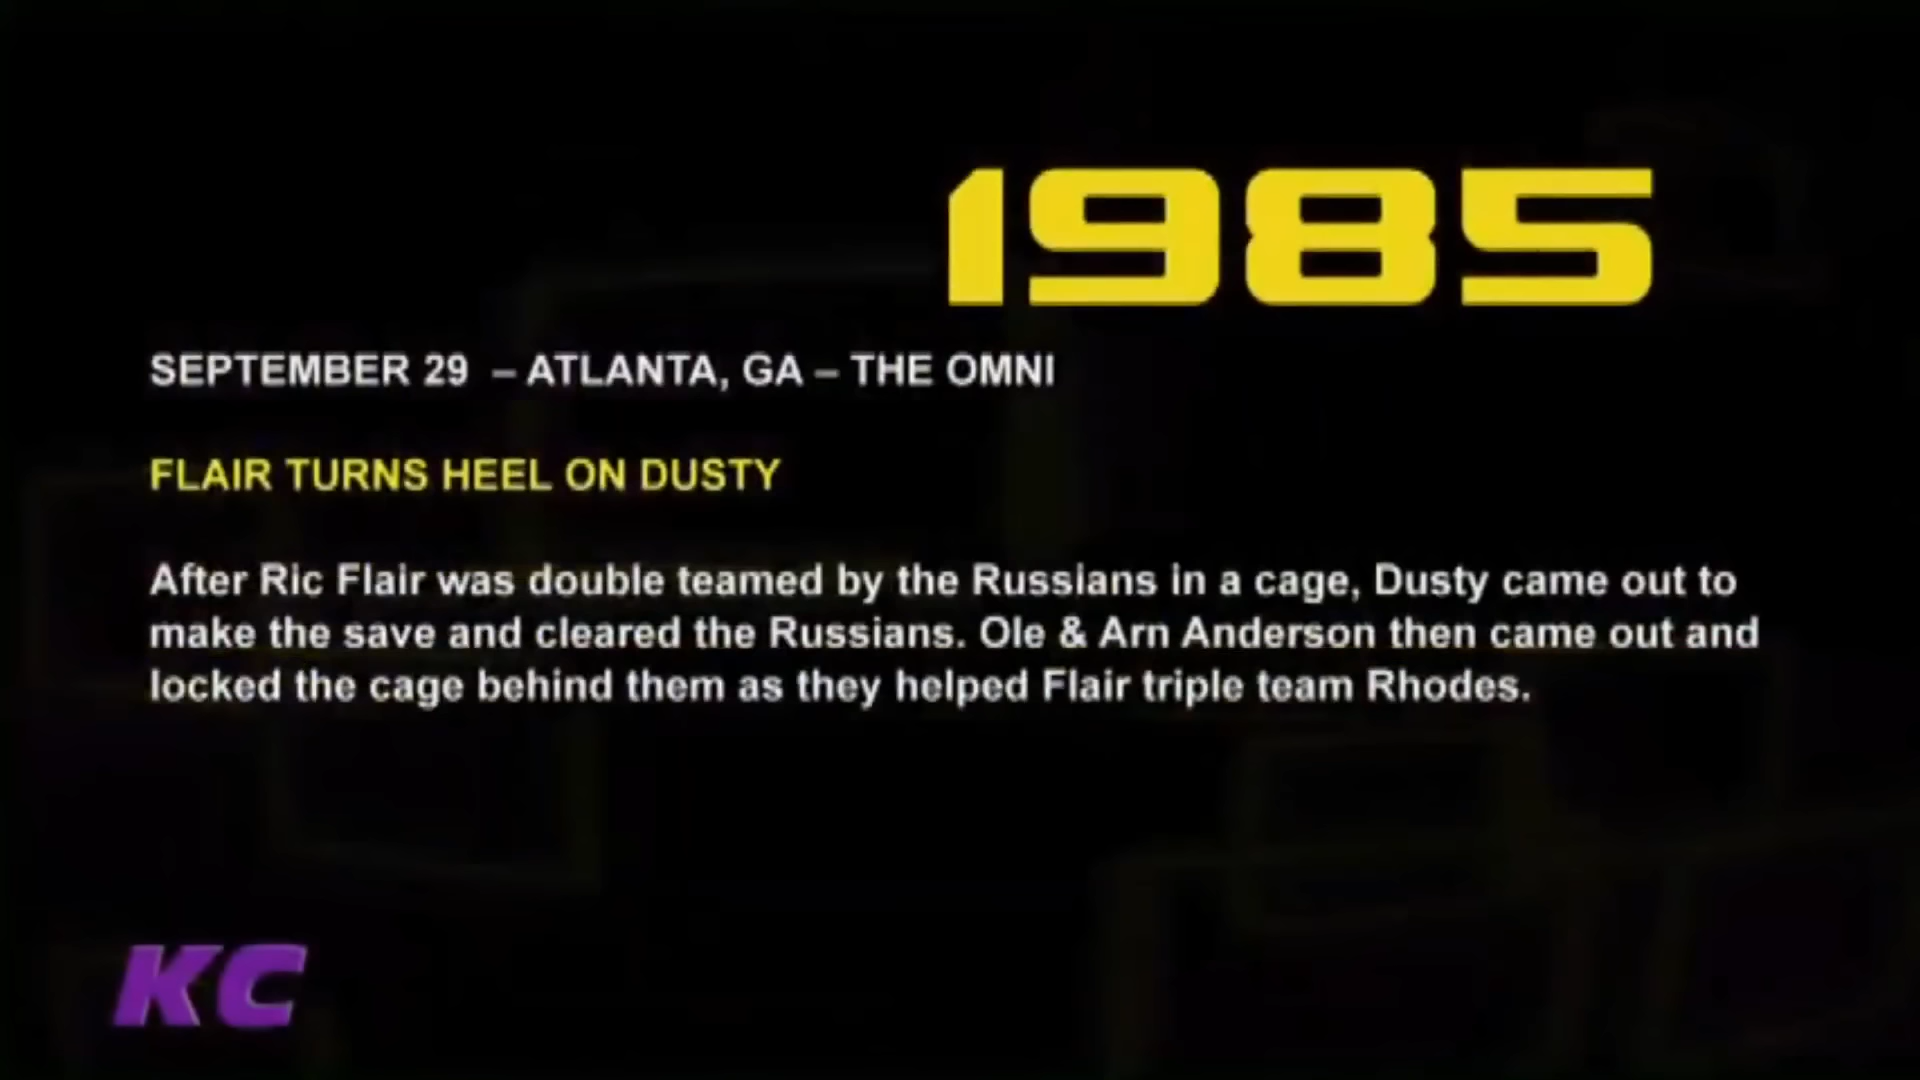 1985
SEPTEMBER 29 – ATLANTA, GA – THE OMNI
FLAIR TURNS HEEL ON DUSTY
After Ric Flair was double teamed by the Russians in a cage, Dusty came out to
make the save and cleared the Russians. Ole & Arn Anderson then came out and
locked the cage behind them as they helped Flair triple team Rhodes.
KC